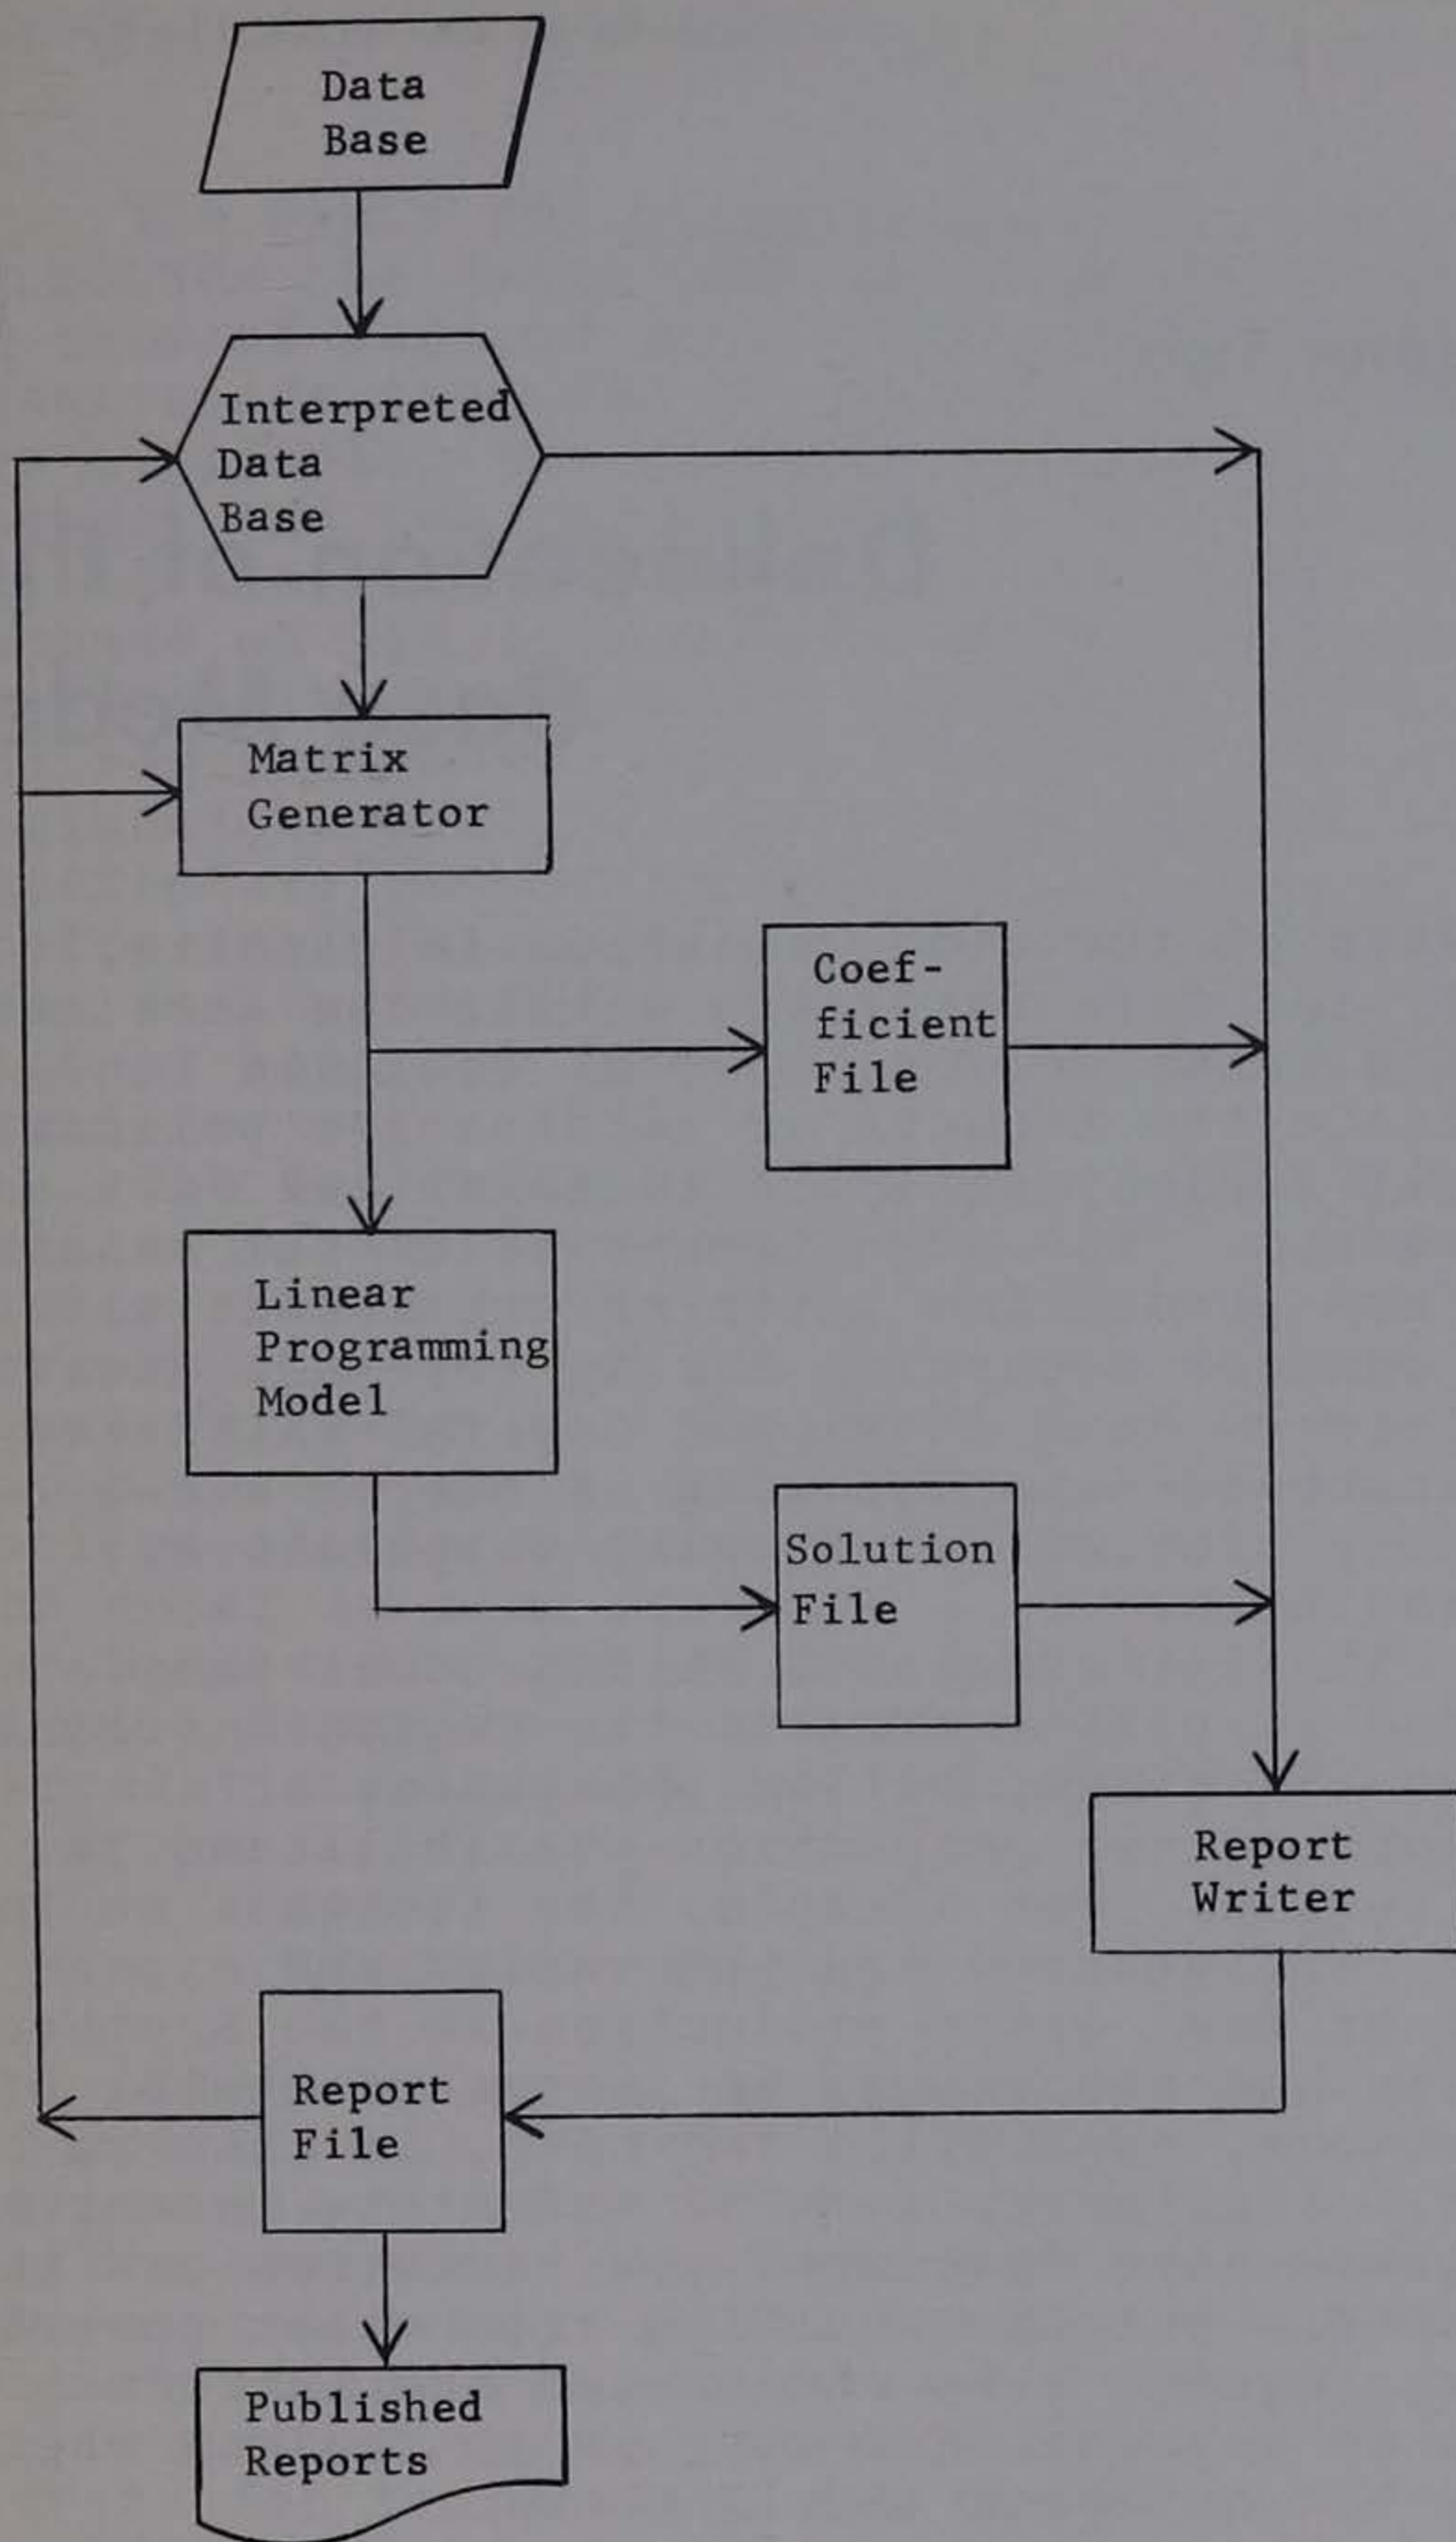 Data
Base
Interpreted
Data
Base
Matrix
Generator
Coef-
ficient
File
Linear
Programming
Model
Solution
File
Report
Writer
Report
File
Published
Reports